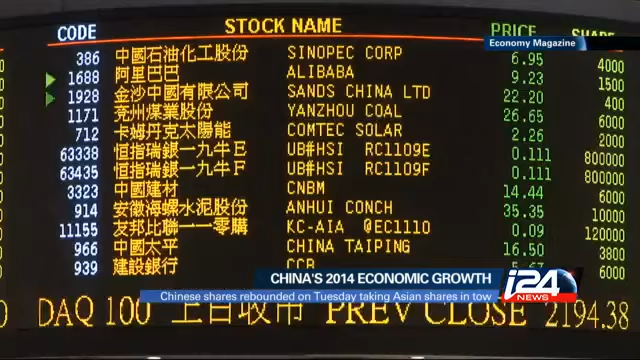 CODE STOCK NAME PRICE SHARE
Economy Magazine
386 中國石油化工股份 SINOPEC CORP 6.95 4000
1688 阿里巴巴 ALIBABA 9.23 1500
1928 金沙中國有限公司 SANDS CHINA LTD 22.20 400
1171 兗州煤業股份 YANZHOU COAL 26.65 6000
712 卡姆丹克太陽能 COMTEC SOLAR 2.26 2000
63338 恒指瑞銀一九牛E UB#HSI RC1109E 0.111 800000
63435 恒指瑞銀一九牛F UB#HSI RC1109F 0.111 800000
3323 中國建材 CNBM 14.44 6000
914 安徽海螺水泥股份 ANHUI CONCH 35.35 10000
11155 友邦比聯一一零購 KC-AIA @EC1110 0.09 120000
966 中國太平 CHINA TAIPING 16.50 3800
939 建設銀行 CCB 5.67 6000
CHINA'S 2014 ECONOMIC GROWTH
Chinese shares rebounded on Tuesday taking Asian shares in tow
i24 NEWS
DAQ 100 上日收市 PREV CLOSE 2194.38